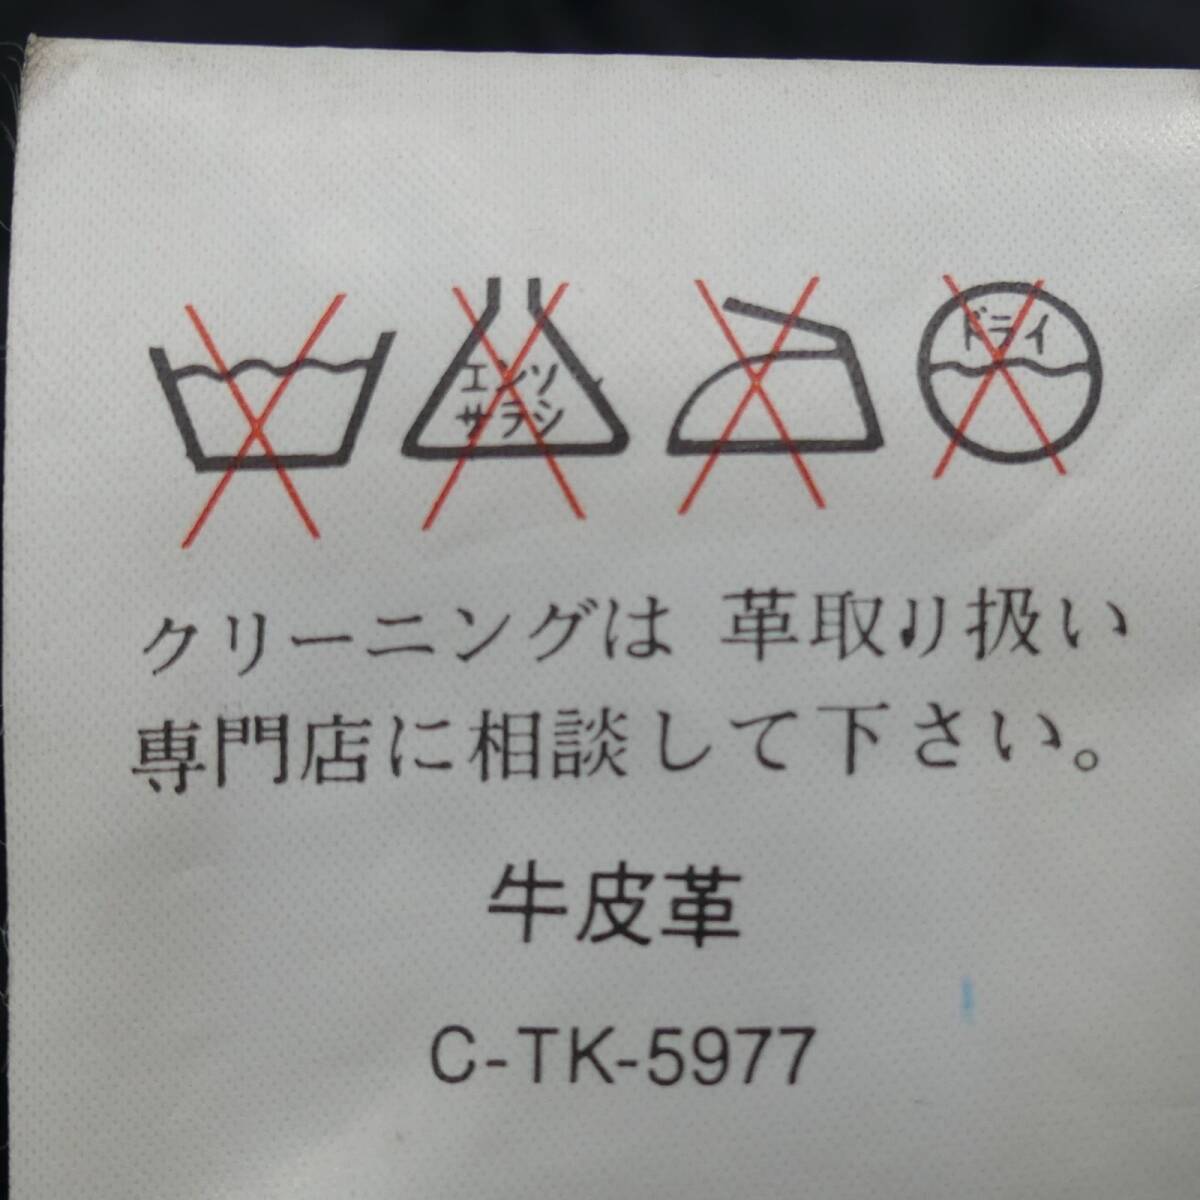 エンソ ドライ
サラシ
クリーニングは 革取り扱い
専門店に相談して下さい。
牛皮革
C-TK-5977